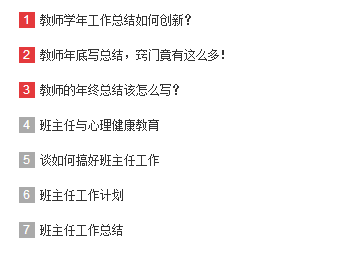 1 教师学年工作总结如何创新？
2 教师年底写总结，窍门竟有这么多！
3 教师的年终总结该怎么写？
4 班主任与心理健康教育
5 谈如何搞好班主任工作
6 班主任工作计划
7 班主任工作总结